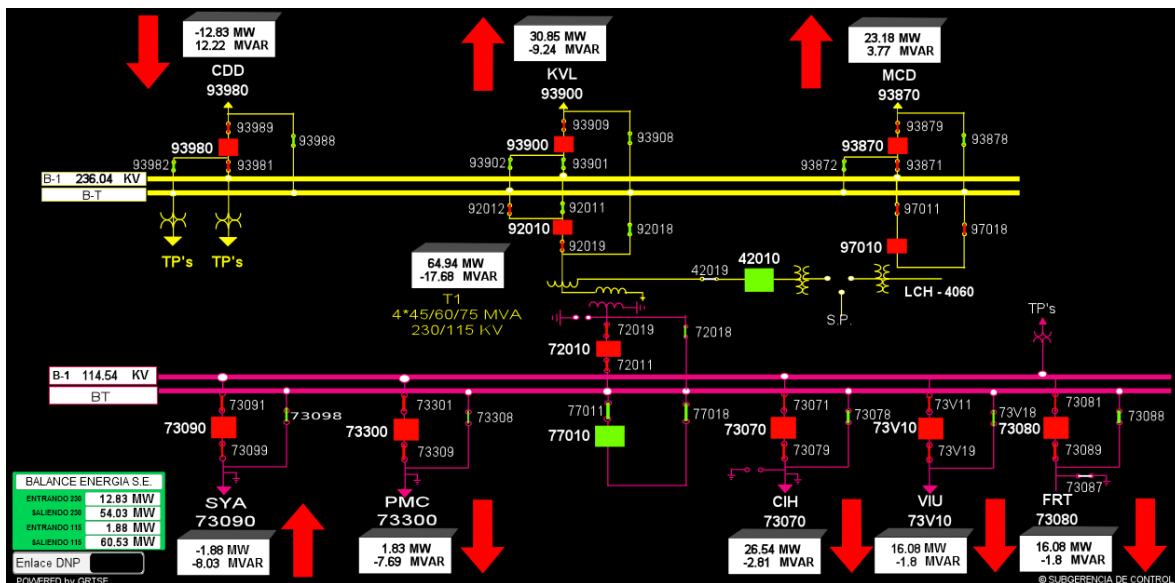 -12.83 MW
12.22 MVAR
30.85 MW
-9.24 MVAR
23.18 MW
3.77 MVAR
CDD
93980
KVL
93900
MCD
93870
93989
93988
93980
93982
93981
93909
93908
93900
93902
93901
93879
93878
93870
93872
93871
B-1 236.04 KV
B-T
92012
92011
92010
92018
92019
97011
97018
97010
TP's
TP's
64.94 MW
-17.68 MVAR
T1
4*45/60/75 MVA
230/115 KV
42019
42010
S.P.
LCH - 4060
TP's
72019
72018
72010
72011
B-1 114.54 KV
BT
73091
73098
73090
73099
73301
73308
73300
73309
77011
77018
77010
73071
73078
73070
73079
73V11
73V18
73V10
73V19
73081
73088
73080
73089
73087
BALANCE ENERGIA S.E.
ENTRANDO 230 12.83 MW
SALIENDO 230 54.03 MW
ENTRANDO 115 1.88 MW
SALIENDO 115 60.53 MW
Enlace DNP
SYA
73090
-1.88 MW
-8.03 MVAR
PMC
73300
1.83 MW
-7.69 MVAR
CIH
73070
26.54 MW
-2.81 MVAR
VIU
73V10
16.08 MW
-1.8 MVAR
FRT
73080
16.08 MW
-1.8 MVAR
POWERED by GRTSE
© SUBGERENCIA DE CONTROL